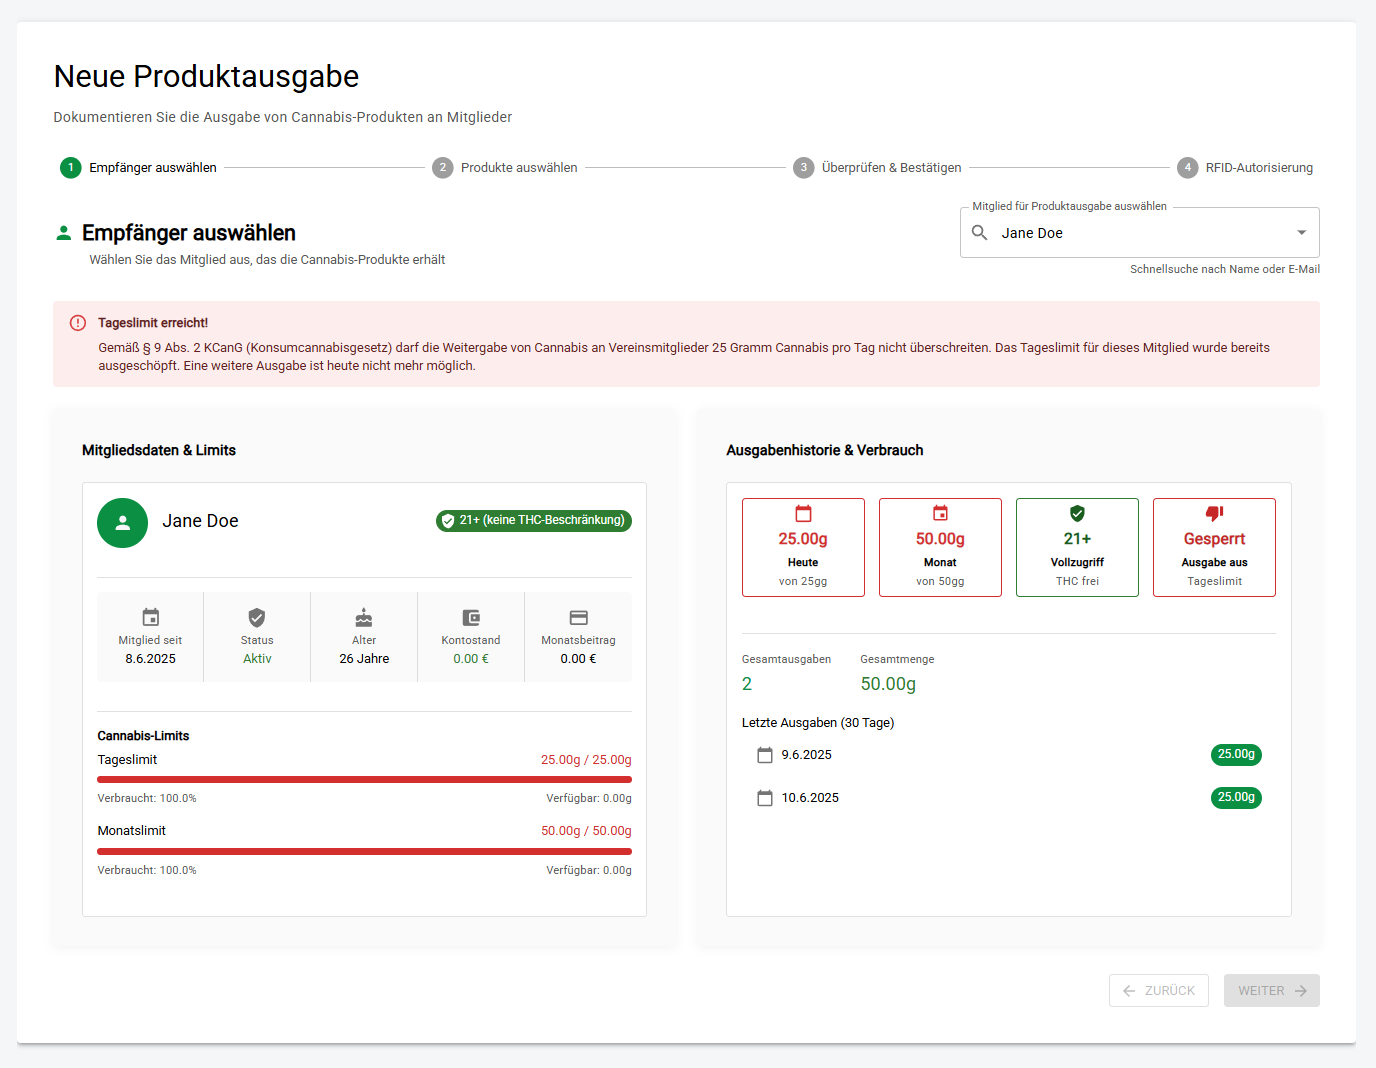 Neue Produktausgabe
Dokumentieren Sie die Ausgabe von Cannabis-Produkten an Mitglieder
1 Empfänger auswählen
2 Produkte auswählen
3 Überprüfen & Bestätigen
4 RFID-Autorisierung
Empfänger auswählen
Wählen Sie das Mitglied aus, das die Cannabis-Produkte erhält
Mitglied für Produktausgabe auswählen
Jane Doe
Schnellsuche nach Name oder E-Mail
Tageslimit erreicht!
Gemäß § 9 Abs. 2 KCanG (Konsumcannabisgesetz) darf die Weitergabe von Cannabis an Vereinsmitglieder 25 Gramm Cannabis pro Tag nicht überschreiten. Das Tageslimit für dieses Mitglied wurde bereits
ausgeschöpft. Eine weitere Ausgabe ist heute nicht mehr möglich.
Mitgliedsdaten & Limits
Jane Doe
21+ (keine THC-Beschränkung)
Mitglied seit
8.6.2025
Status
Aktiv
Alter
26 Jahre
Kontostand
0.00 €
Monatsbeitrag
0.00 €
Cannabis-Limits
Tageslimit 25.00g / 25.00g
Verbraucht: 100.0% Verfügbar: 0.00g
Monatslimit 50.00g / 50.00g
Verbraucht: 100.0% Verfügbar: 0.00g
Ausgabenhistorie & Verbrauch
25.00g
Heute
von 25gg
50.00g
Monat
von 50gg
21+
Vollzugriff
THC frei
Gesperrt
Ausgabe aus
Tageslimit
Gesamtausgaben
2
Gesamtmenge
50.00g
Letzte Ausgaben (30 Tage)
9.6.2025 25.00g
10.6.2025 25.00g
ZURÜCK
WEITER